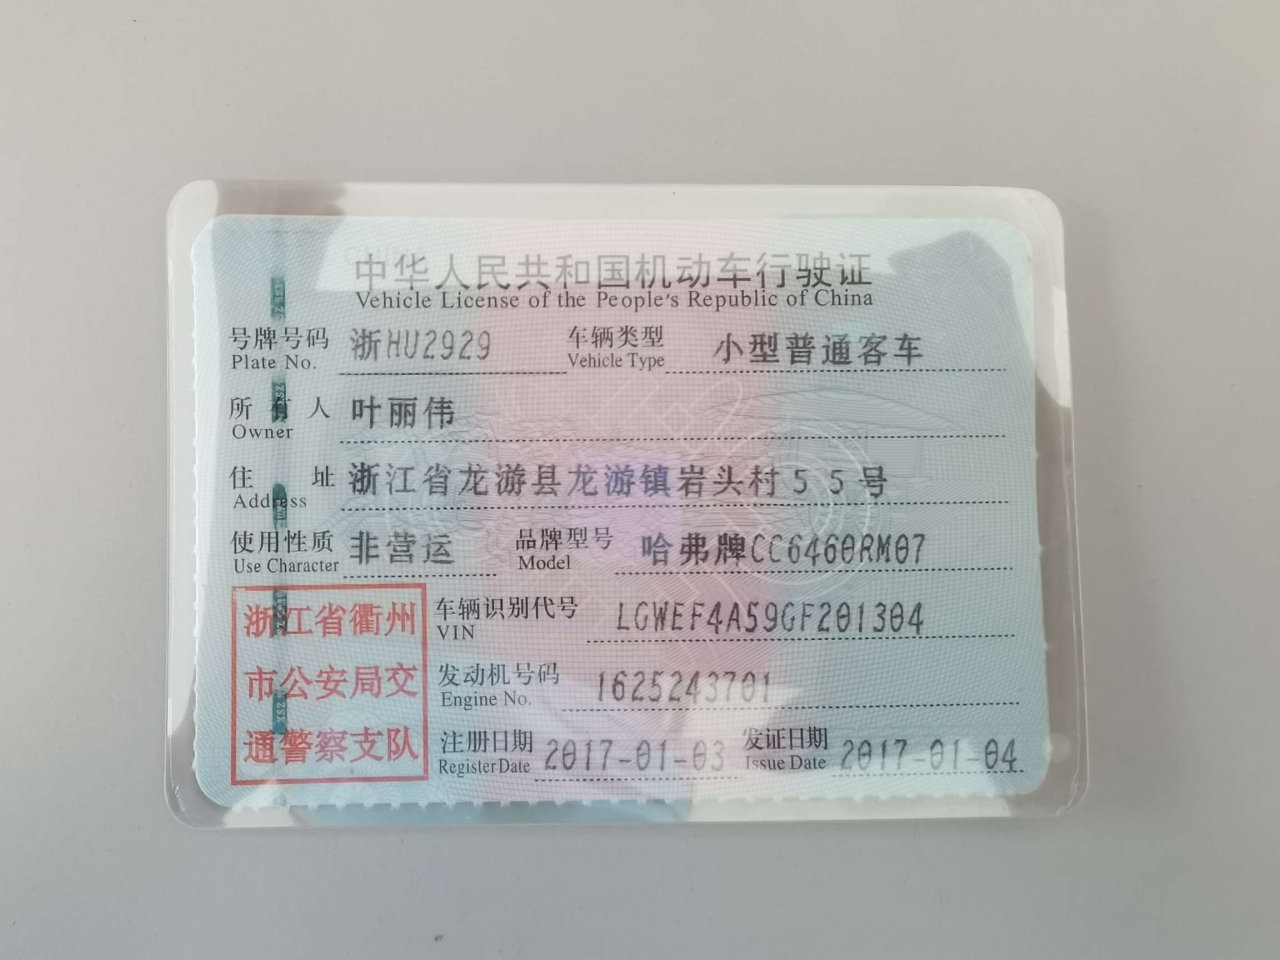 中华人民共和国机动车行驶证
Vehicle License of the People's Republic of China
号牌号码 浙HU2929 车辆类型 小型普通客车
Plate No. Vehicle Type
所有人 叶丽伟
Owner
住址 浙江省龙游县龙游镇岩头村55号
Address
使用性质 非营运 品牌型号 哈弗牌CC6460RM07
Use Character Model
浙江省衢州
市公安局交
通警察支队
车辆识别代号 LGWEF4A59GF201304
VIN
发动机号码 1625243701
Engine No.
注册日期 2017-01-03 发证日期 2017-01-04
Register Date Issue Date